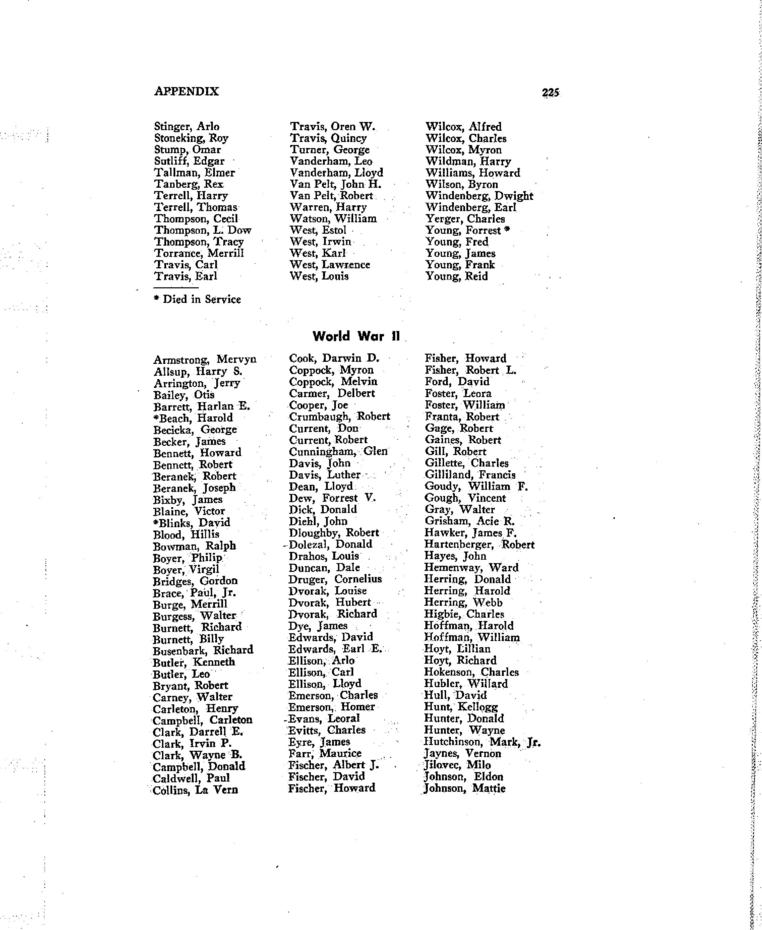 APPENDIX 225
Stinger, Arlo
Stoneking, Roy
Stump, Omar
Sutliff, Edgar
Tallman, Elmer
Tanberg, Rex
Terrell, Harry
Terrell, Thomas
Thompson, Cecil
Thompson, L. Dow
Thompson, Tracy
Torrance, Merrill
Travis, Carl
Travis, Earl
Travis, Oren W.
Travis, Quincy
Turner, George
Vanderham, Leo
Vanderham, Lloyd
Van Pelt, John H.
Van Pelt, Robert
Warren, Harry
Watson, William
West, Estol
West, Irwin
West, Karl
West, Lawrence
West, Louis
Wilcox, Alfred
Wilcox, Charles
Wilcox, Myron
Wildman, Harry
Williams, Howard
Wilson, Byron
Windenberg, Dwight
Windenberg, Earl
Yerger, Charles
Young, Forrest *
Young, Fred
Young, James
Young, Frank
Young, Reid
* Died in Service
World War II
Armstrong, Mervyn
Allsup, Harry S.
Arrington, Jerry
Bailey, Otis
Barrett, Harlan E.
*Beach, Harold
Becicka, George
Becker, James
Bennett, Howard
Bennett, Robert
Beranek, Robert
Beranek, Joseph
Bixby, James
Blaine, Victor
*Blinks, David
Blood, Hillis
Bowman, Ralph
Boyer, Philip
Boyer, Virgil
Bridges, Gordon
Brace, Paul, Jr.
Burge, Merrill
Burgess, Walter
Burnett, Richard
Burnett, Billy
Busenbark, Richard
Butler, Kenneth
Butler, Leo
Bryant, Robert
Carney, Walter
Carleton, Henry
Campbell, Carleton
Clark, Darrell E.
Clark, Irvin P.
Clark, Wayne B.
Campbell, Donald
Caldwell, Paul
Collins, La Vern
Cook, Darwin D.
Coppock, Myron
Coppock, Melvin
Carmer, Delbert
Cooper, Joe
Crumbaugh, Robert
Current, Don
Current, Robert
Cunningham, Glen
Davis, John
Davis, Luther
Dean, Lloyd
Dew, Forrest V.
Dick, Donald
Diehl, John
Dloughby, Robert
Dolezal, Donald
Drahos, Louis
Duncan, Dale
Druger, Cornelius
Dvorak, Louise
Dvorak, Hubert
Dvorak, Richard
Dye, James
Edwards, David
Edwards, Earl E.
Ellison, Arlo
Ellison, Carl
Ellison, Lloyd
Emerson, Charles
Emerson, Homer
Evans, Leoral
Evitts, Charles
Eyre, James
Farr, Maurice
Fischer, Albert J.
Fischer, David
Fischer, Howard
Fisher, Howard
Fisher, Robert L.
Ford, David
Foster, Leora
Foster, William
Franta, Robert
Gage, Robert
Gaines, Robert
Gill, Robert
Gillette, Charles
Gilliland, Francis
Goudy, William F.
Gough, Vincent
Gray, Walter
Grisham, Acie R.
Hawker, James F.
Hartenberger, Robert
Hayes, John
Hemenway, Ward
Herring, Donald
Herring, Harold
Herring, Webb
Higbie, Charles
Hoffman, Harold
Hoffman, William
Hoyt, Lillian
Hoyt, Richard
Hokenson, Charles
Hubler, Willard
Hull, David
Hunt, Kellogg
Hunter, Donald
Hunter, Wayne
Hutchinson, Mark, Jr.
Jaynes, Vernon
Jilovec, Milo
Johnson, Eldon
Johnson, Mattie